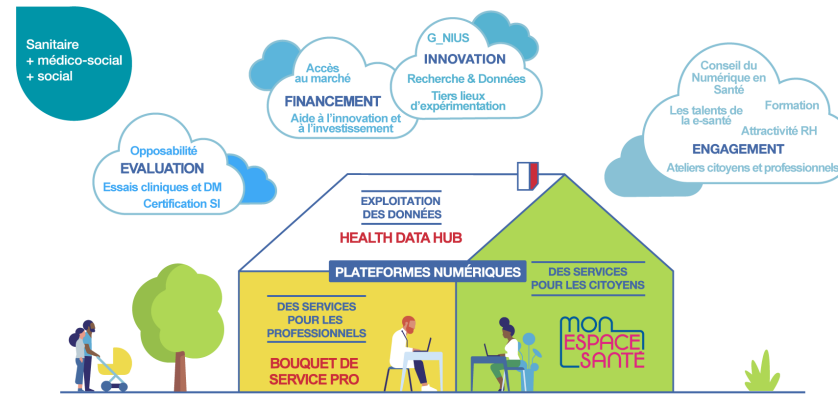 Sanitaire
+ médico-social
+ social
Opposabilité
EVALUATION
Essais cliniques et DM
Certification SI
Accès
au marché
FINANCEMENT
Aide à l'innovation et
à l'investissement
G_NIUS
INNOVATION
Recherche & Données
Tiers lieux
d'expérimentation
Conseil du
Numérique en
Santé
Les talents de
la e-santé
Formation
Attractivité RH
ENGAGEMENT
Ateliers citoyens et professionnels
EXPLOITATION
DES DONNÉES
HEALTH DATA HUB
PLATEFORMES NUMÉRIQUES
DES SERVICES
POUR LES
PROFESSIONNELS
BOUQUET DE
SERVICE PRO
DES SERVICES
POUR LES CITOYENS
mon
ESPACE
SANTÉ